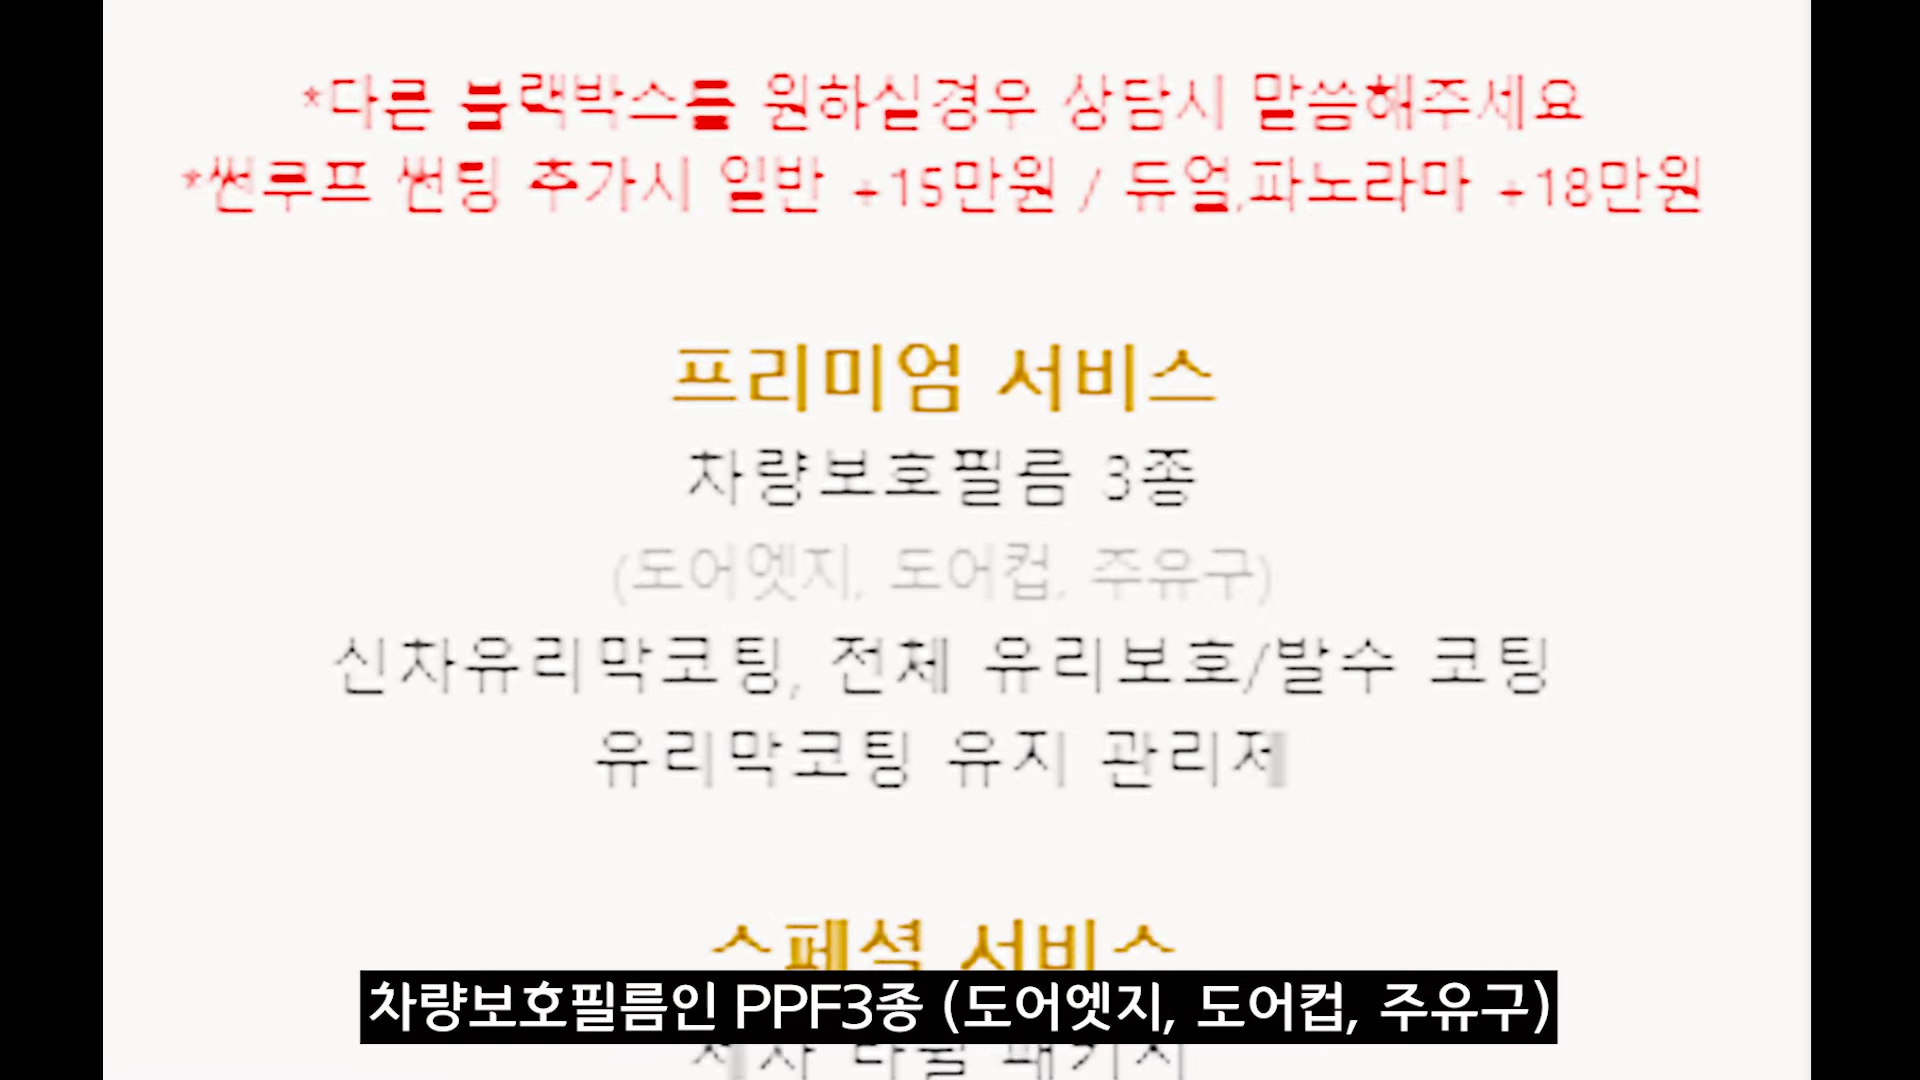 *다른 블랙박스를 원하실경우 상담시 말씀해주세요
*썬루프 썬팅 추가시 일반 +15만원 / 듀얼,파노라마 +18만원
프리미엄 서비스
차량보호필름 3종
(도어엣지, 도어컵, 주유구)
신차유리막코팅, 전체 유리보호/발수 코팅
유리막코팅 유지 관리제
스페셜 서비스
차량보호필름인 PPF3종 (도어엣지, 도어컵, 주유구)